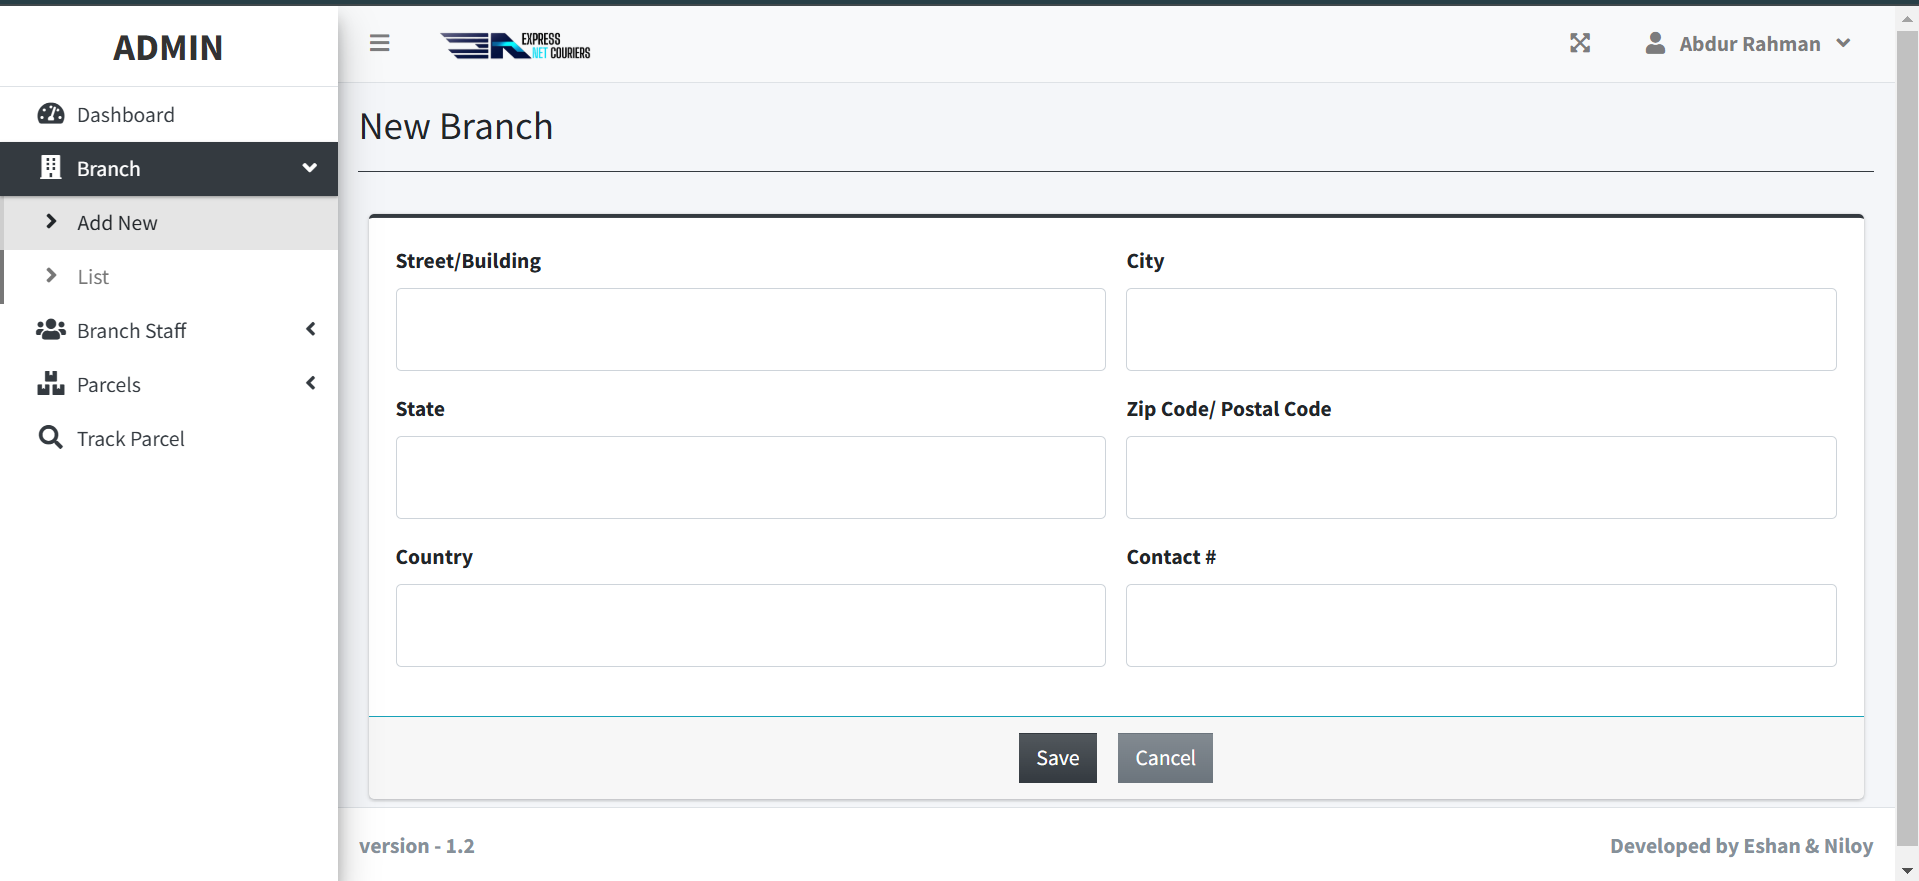 ADMIN
EXPRESS
NET COURIERS
Abdur Rahman
Dashboard
Branch
Add New
List
Branch Staff
Parcels
Track Parcel
New Branch
Street/Building
City
State
Zip Code/ Postal Code
Country
Contact #
Save
Cancel
version - 1.2
Developed by Eshan & Niloy